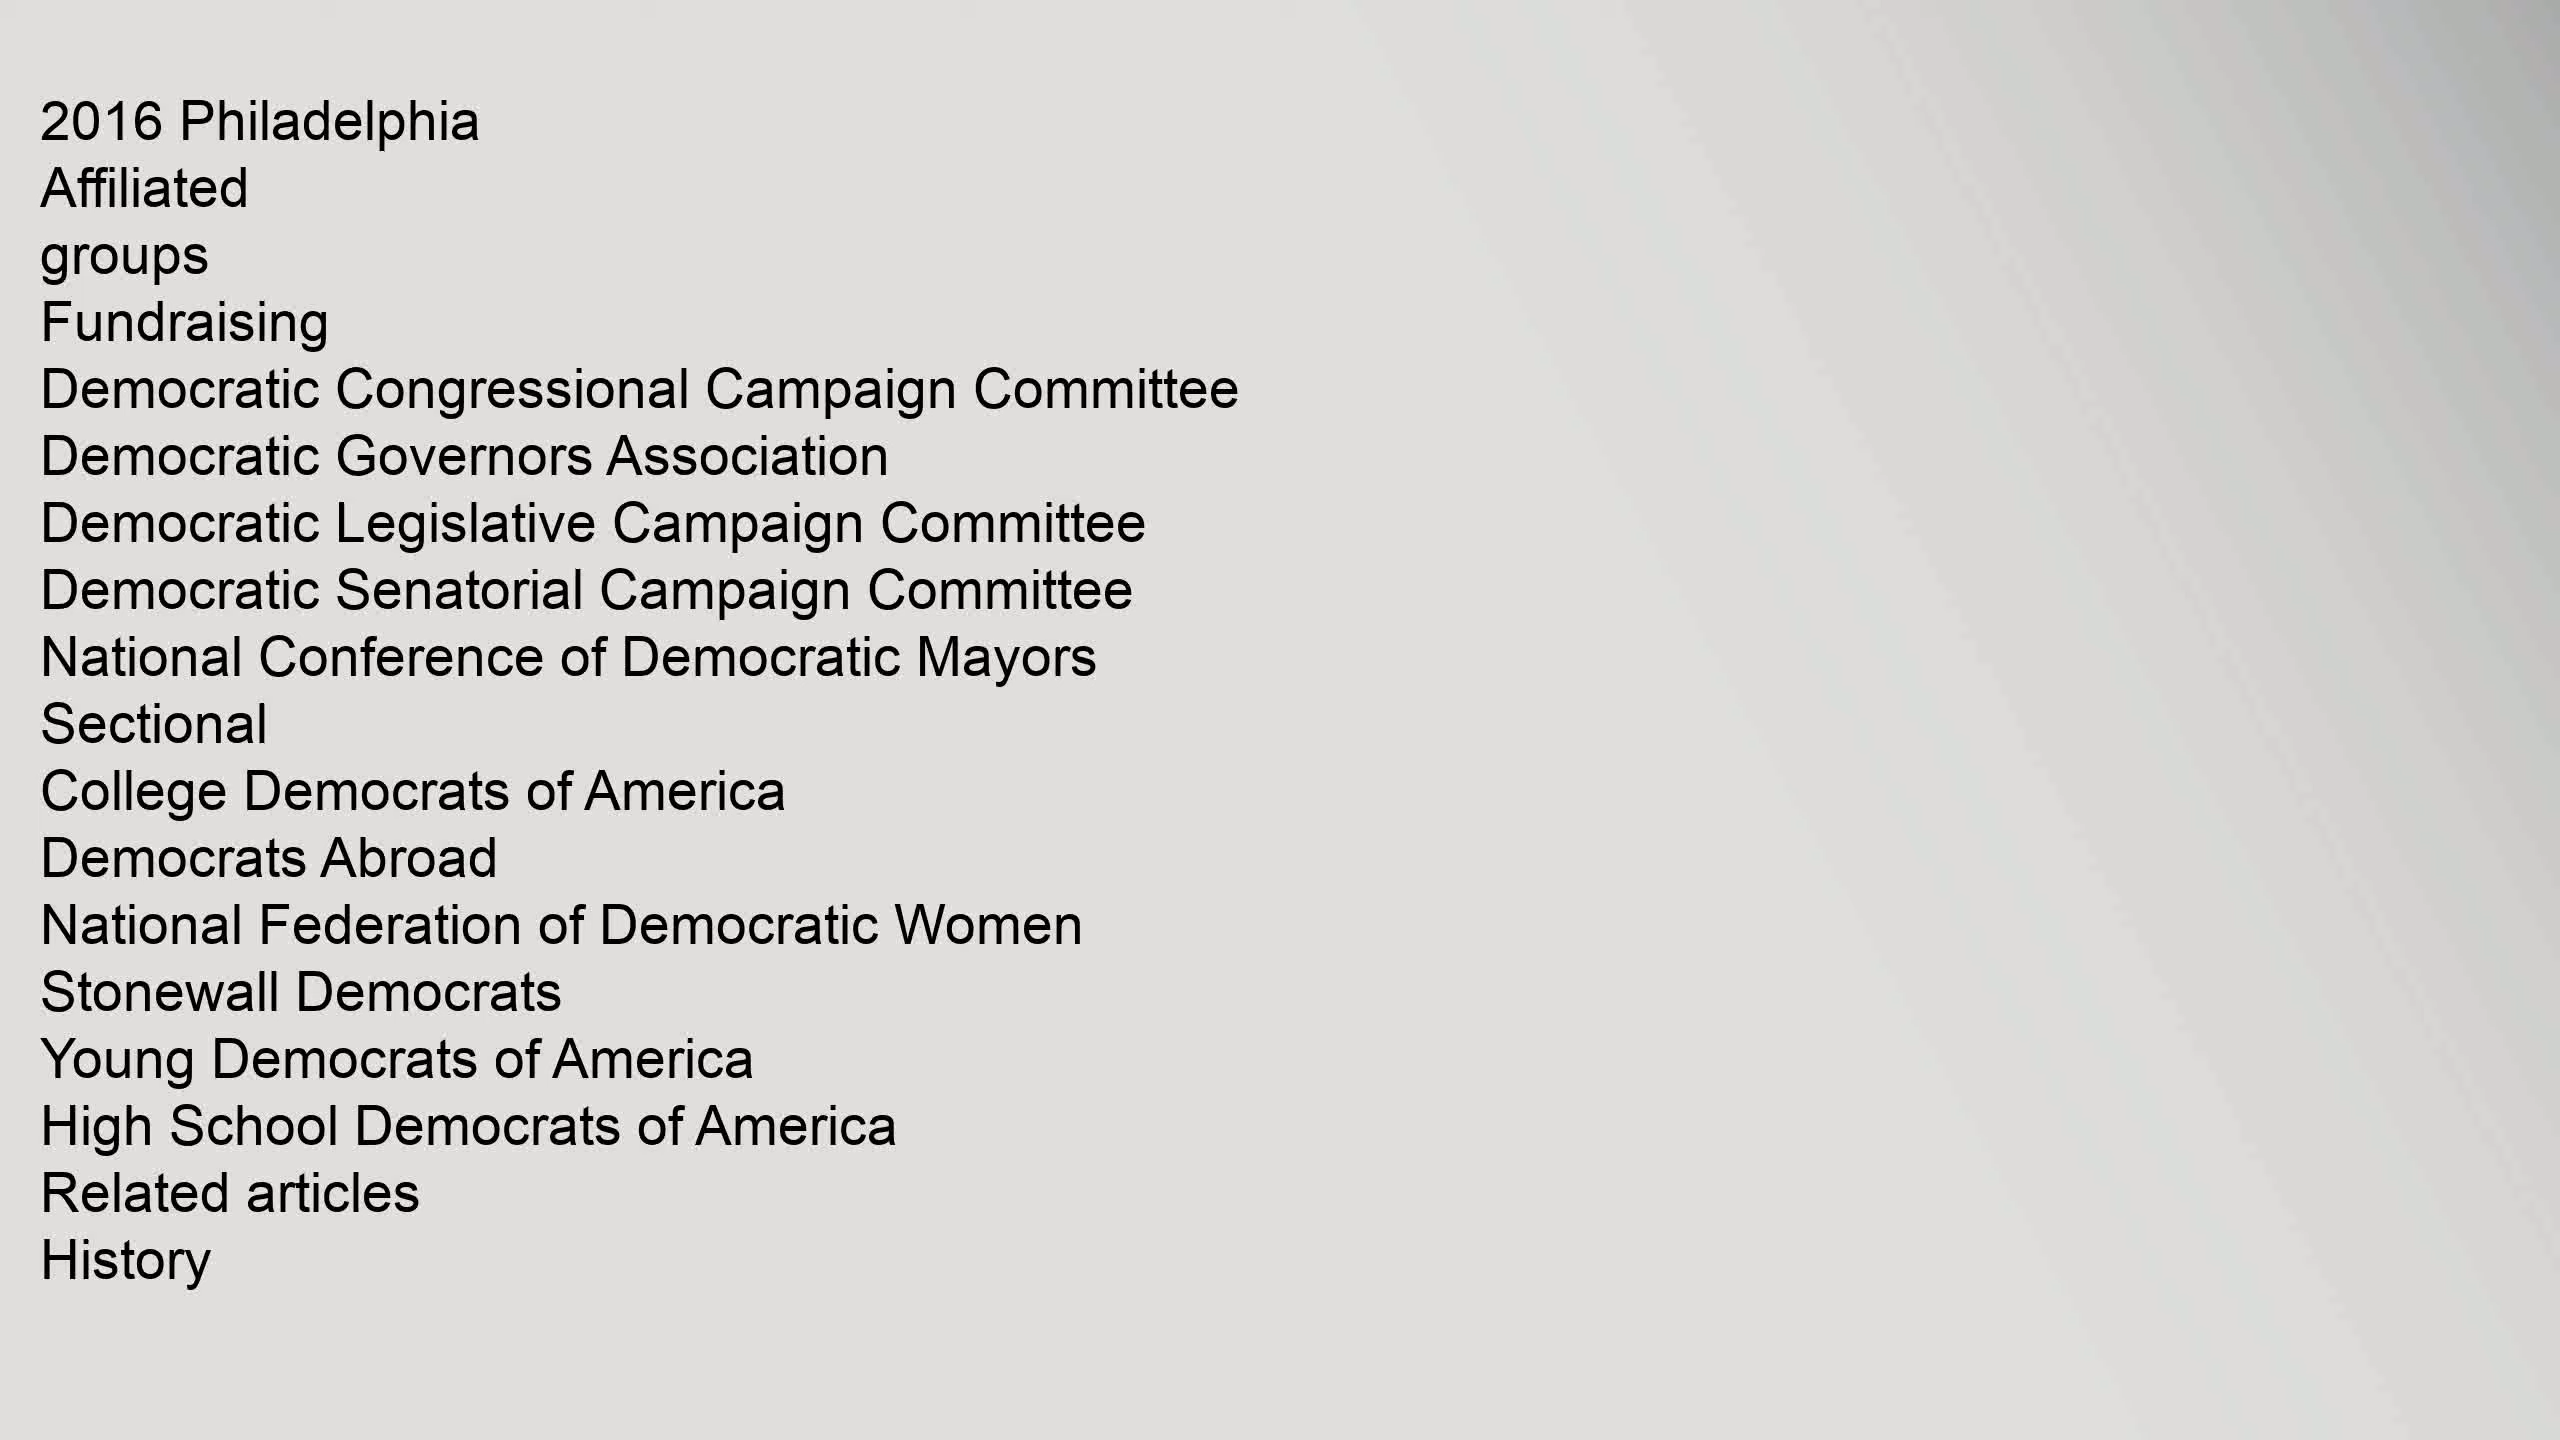 2016 Philadelphia
Affiliated
groups
Fundraising
Democratic Congressional Campaign Committee
Democratic Governors Association
Democratic Legislative Campaign Committee
Democratic Senatorial Campaign Committee
National Conference of Democratic Mayors
Sectional
College Democrats of America
Democrats Abroad
National Federation of Democratic Women
Stonewall Democrats
Young Democrats of America
High School Democrats of America
Related articles
History